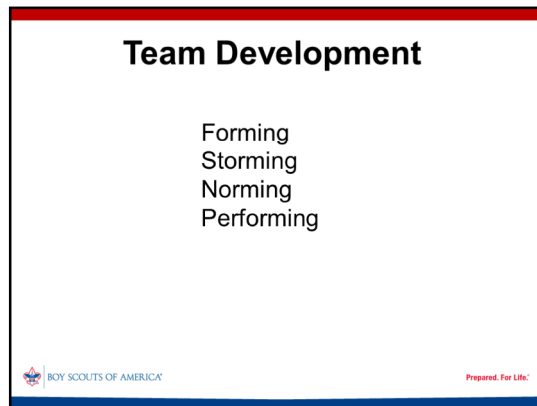 Team Development
Forming
Storming
Norming
Performing
BOY SCOUTS OF AMERICA®
Prepared. For Life.®